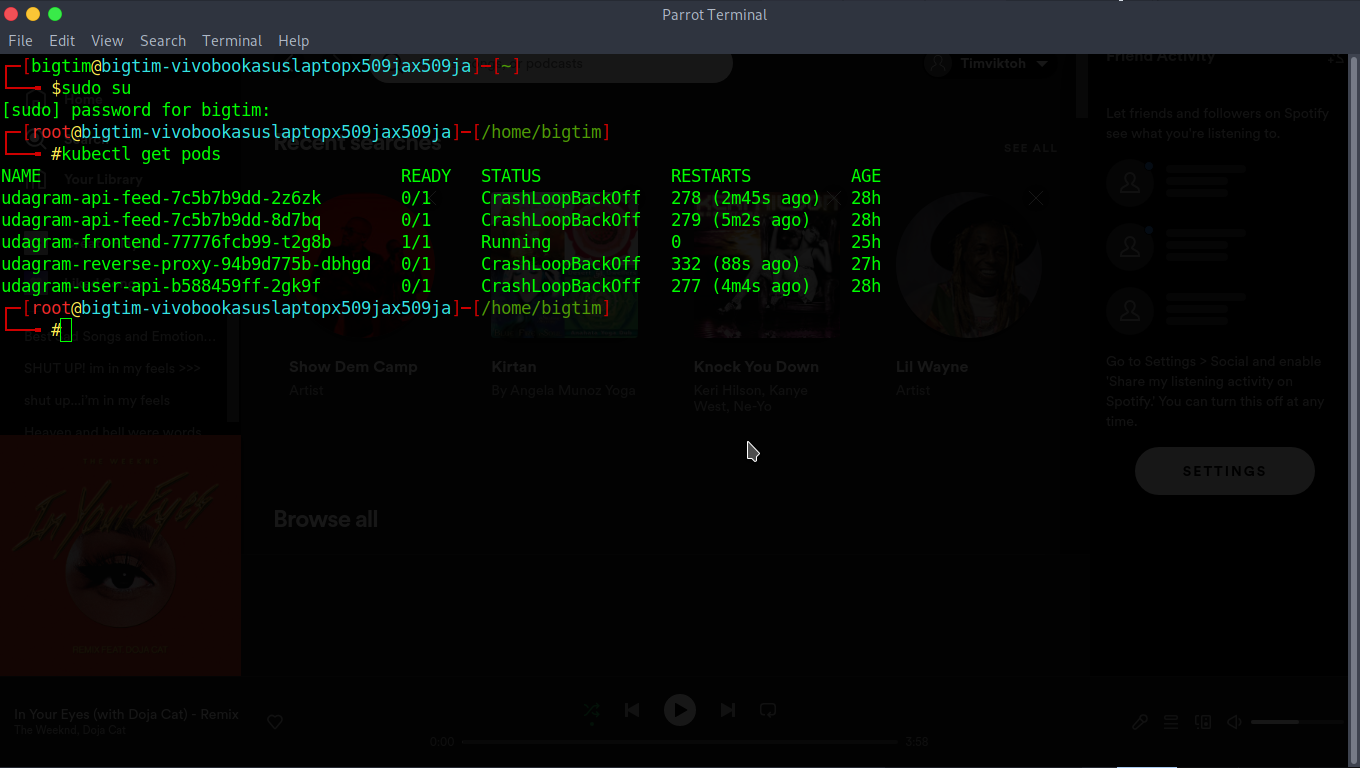 Parrot Terminal
File Edit View Search Terminal Help
┌─[bigtim@bigtim-vivobookasuslaptopx509jax509ja]─[~]
└──╼ $sudo su
[sudo] password for bigtim:
┌─[root@bigtim-vivobookasuslaptopx509jax509ja]─[/home/bigtim]
└──╼ #kubectl get pods
NAME READY STATUS RESTARTS AGE
udagram-api-feed-7c5b7b9dd-2z6zk 0/1 CrashLoopBackOff 278 (2m45s ago) 28h
udagram-api-feed-7c5b7b9dd-8d7bq 0/1 CrashLoopBackOff 279 (5m2s ago) 28h
udagram-frontend-77776fcb99-t2g8b 1/1 Running 0 25h
udagram-reverse-proxy-94b9d775b-dbhgd 0/1 CrashLoopBackOff 332 (88s ago) 27h
udagram-user-api-b588459ff-2gk9f 0/1 CrashLoopBackOff 277 (4m4s ago) 28h
┌─[root@bigtim-vivobookasuslaptopx509jax509ja]─[/home/bigtim]
└──╼ #
podcasts
Timviktoh
Friend Activity
Home
Recent searches
SEE ALL
Your Library
Let friends and followers on Spotify
see what you're listening to.
Songs and Emotion...
SHUT UP! im in my feels >>>
shut up...i'm in my feels
Heaven and hell were words
Show Dem Camp
Artist
Kirtan
By Angela Munoz Yoga
Knock You Down
Keri Hilson, Kanye
West, Ne-Yo
Lil Wayne
Artist
Go to Settings > Social and enable
'Share my listening activity on
Spotify.' You can turn this off at any
time.
SETTINGS
Browse all
THE WEEKND
In Your Eyes
In Your Eyes (with Doja Cat) - Remix
The Weeknd, Doja Cat
0:00
3:58